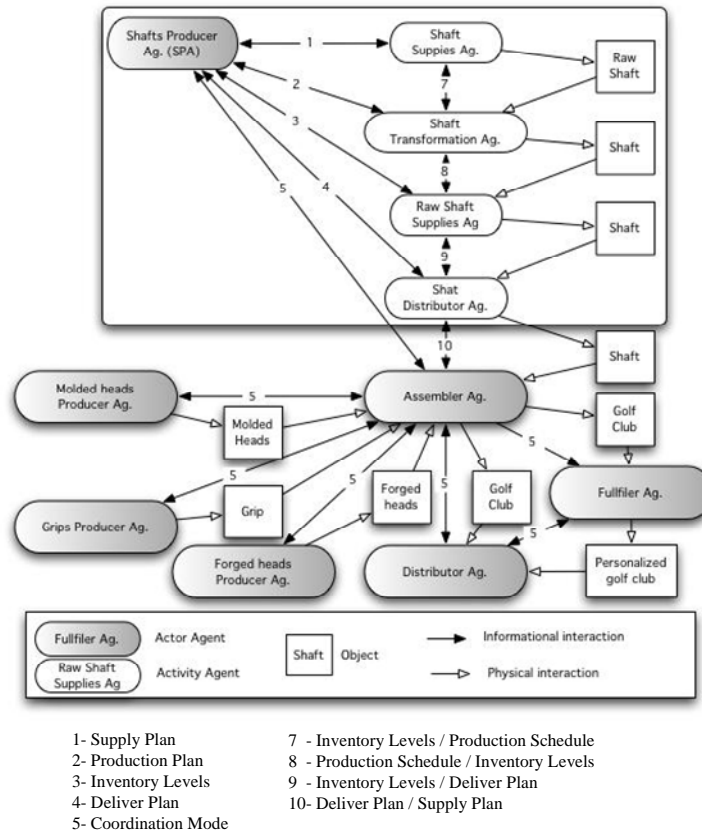 Shafts Producer
Ag. (SPA)
1
Shaft
Suppies Ag.
Raw
Shaft
2
7
3
Shaft
Transformation Ag.
Shaft
5
4
8
Raw Shaft
Supplies Ag
Shaft
9
Shat
Distributor Ag.
10
Shaft
Molded heads
Producer Ag.
5
Assembler Ag.
Molded
Heads
Golf
Club
5
5
5
5
Grips Producer Ag.
Grip
Forged
heads
Golf
Club
Fullfiler Ag.
5
Forged heads
Producer Ag.
Distributor Ag.
Personalized
golf club
Fullfiler Ag.
Actor Agent
Raw Shaft
Supplies Ag
Activity Agent
Shaft
Object
Informational interaction
Physical interaction
1- Supply Plan
2- Production Plan
3- Inventory Levels
4- Deliver Plan
5- Coordination Mode
7 - Inventory Levels / Production Schedule
8 - Production Schedule / Inventory Levels
9 - Inventory Levels / Deliver Plan
10- Deliver Plan / Supply Plan